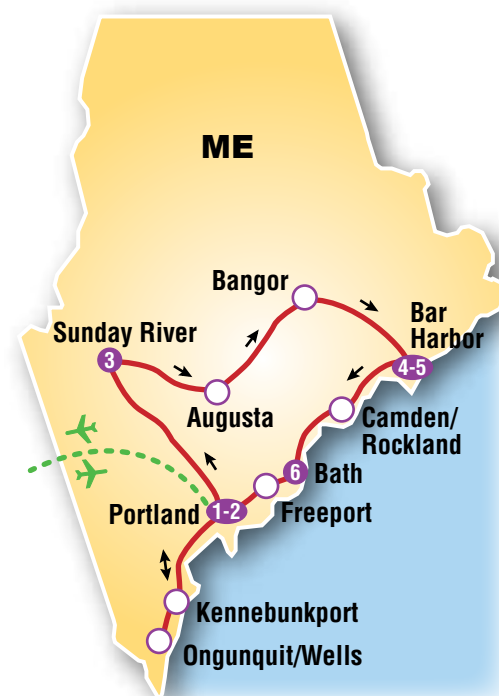 ME
Bangor
Bar
Harbor
Sunday River
3
4-5
Augusta
Camden/
Rockland
6
Bath
Portland
1-2
Freeport
Kennebunkport
Ongunquit/Wells